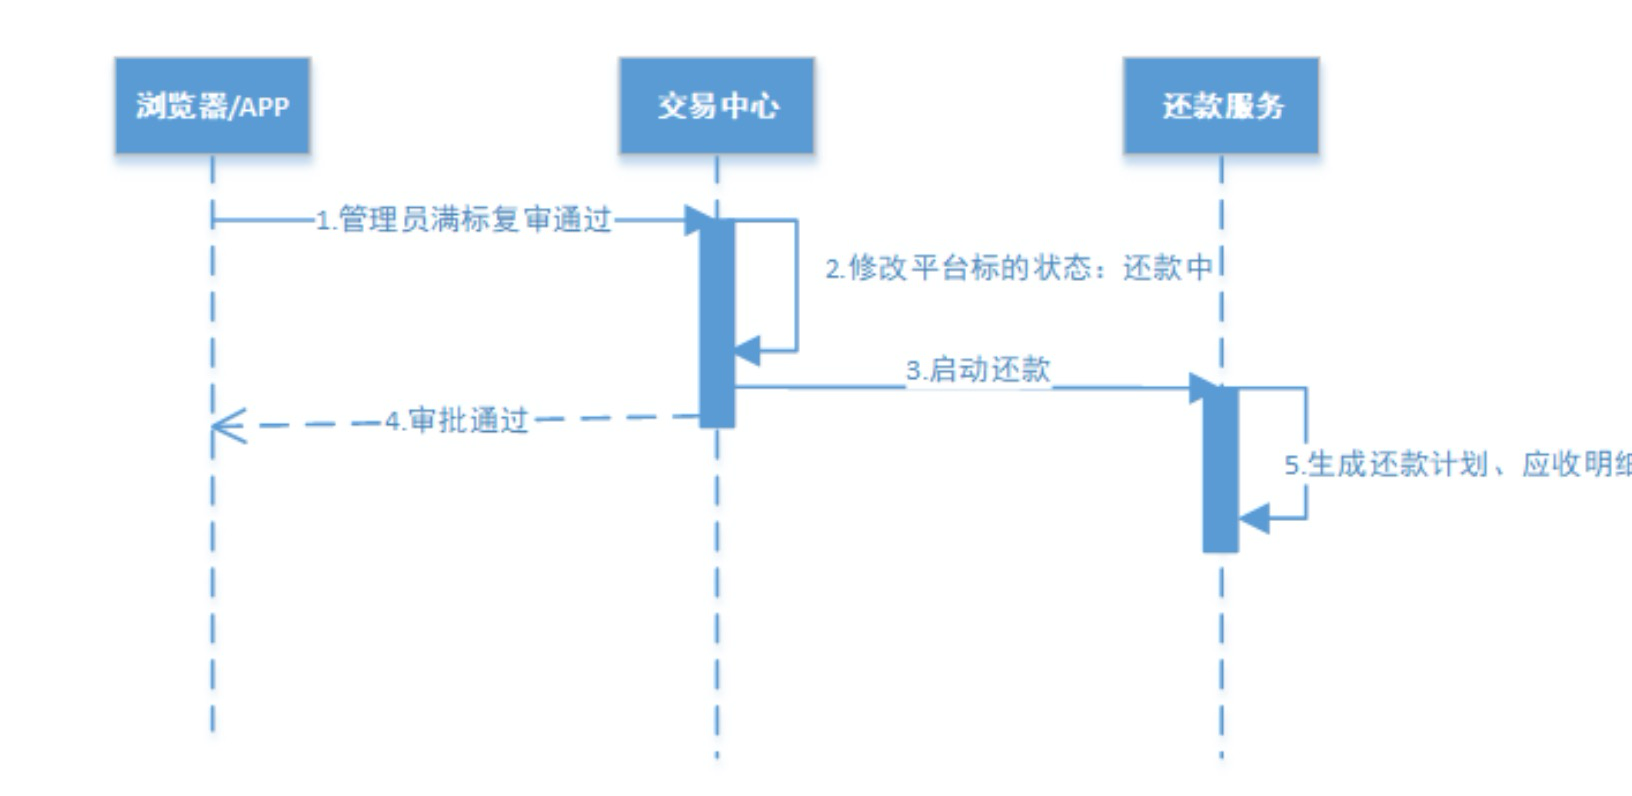 浏览器/APP
交易中心
还款服务
1.管理员满标复审通过
2.修改平台标的状态：还款中
3.启动还款
4.审批通过
5.生成还款计划、应收明细